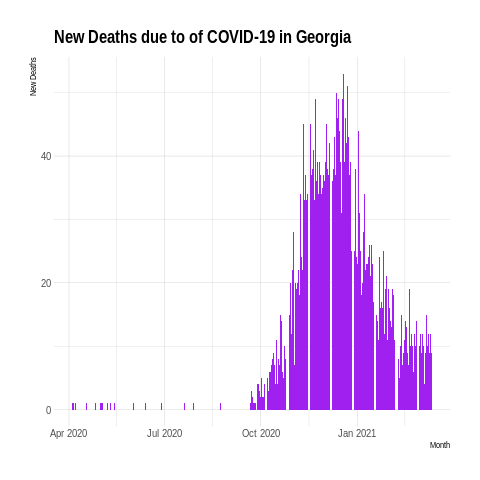 New Deaths due to of COVID-19 in Georgia
New Deaths
40
20
0
Apr 2020 Jul 2020 Oct 2020 Jan 2021
Month